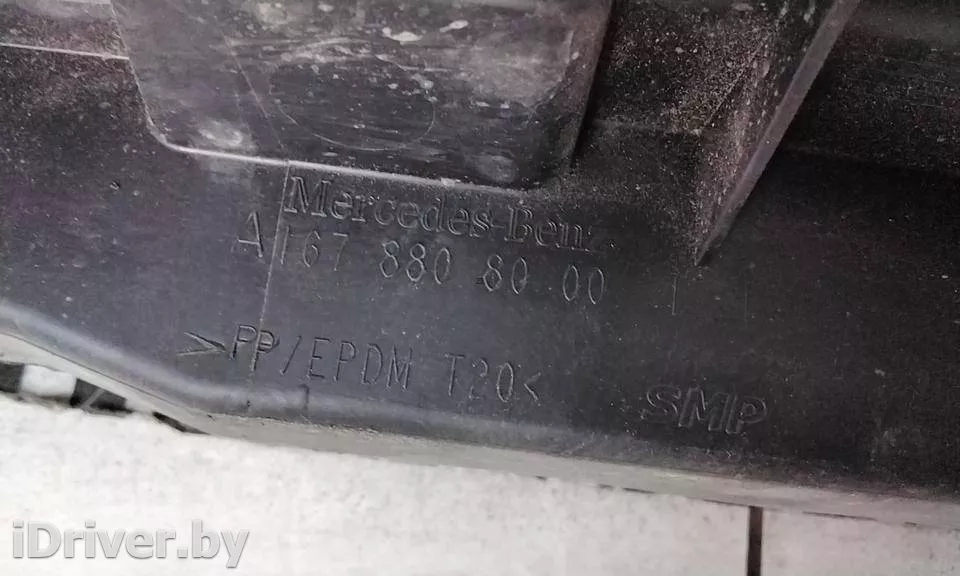 Mercedes-Benz
A 167 880 80 00
>PP/EPDM T20<
SMP
iDriver.by